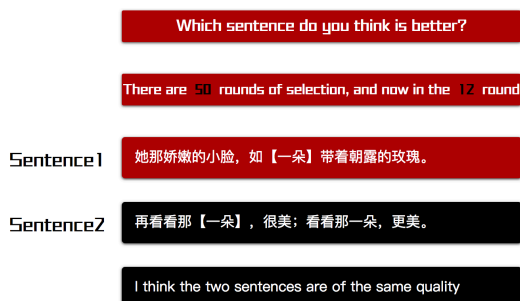 Which sentence do you think is better?
There are 50 rounds of selection, and now in the 12 round
Sentence1 她那娇嫩的小脸，如【一朵】带着朝露的玫瑰。
Sentence2 再看看那【一朵】，很美；看看那一朵，更美。
I think the two sentences are of the same quality